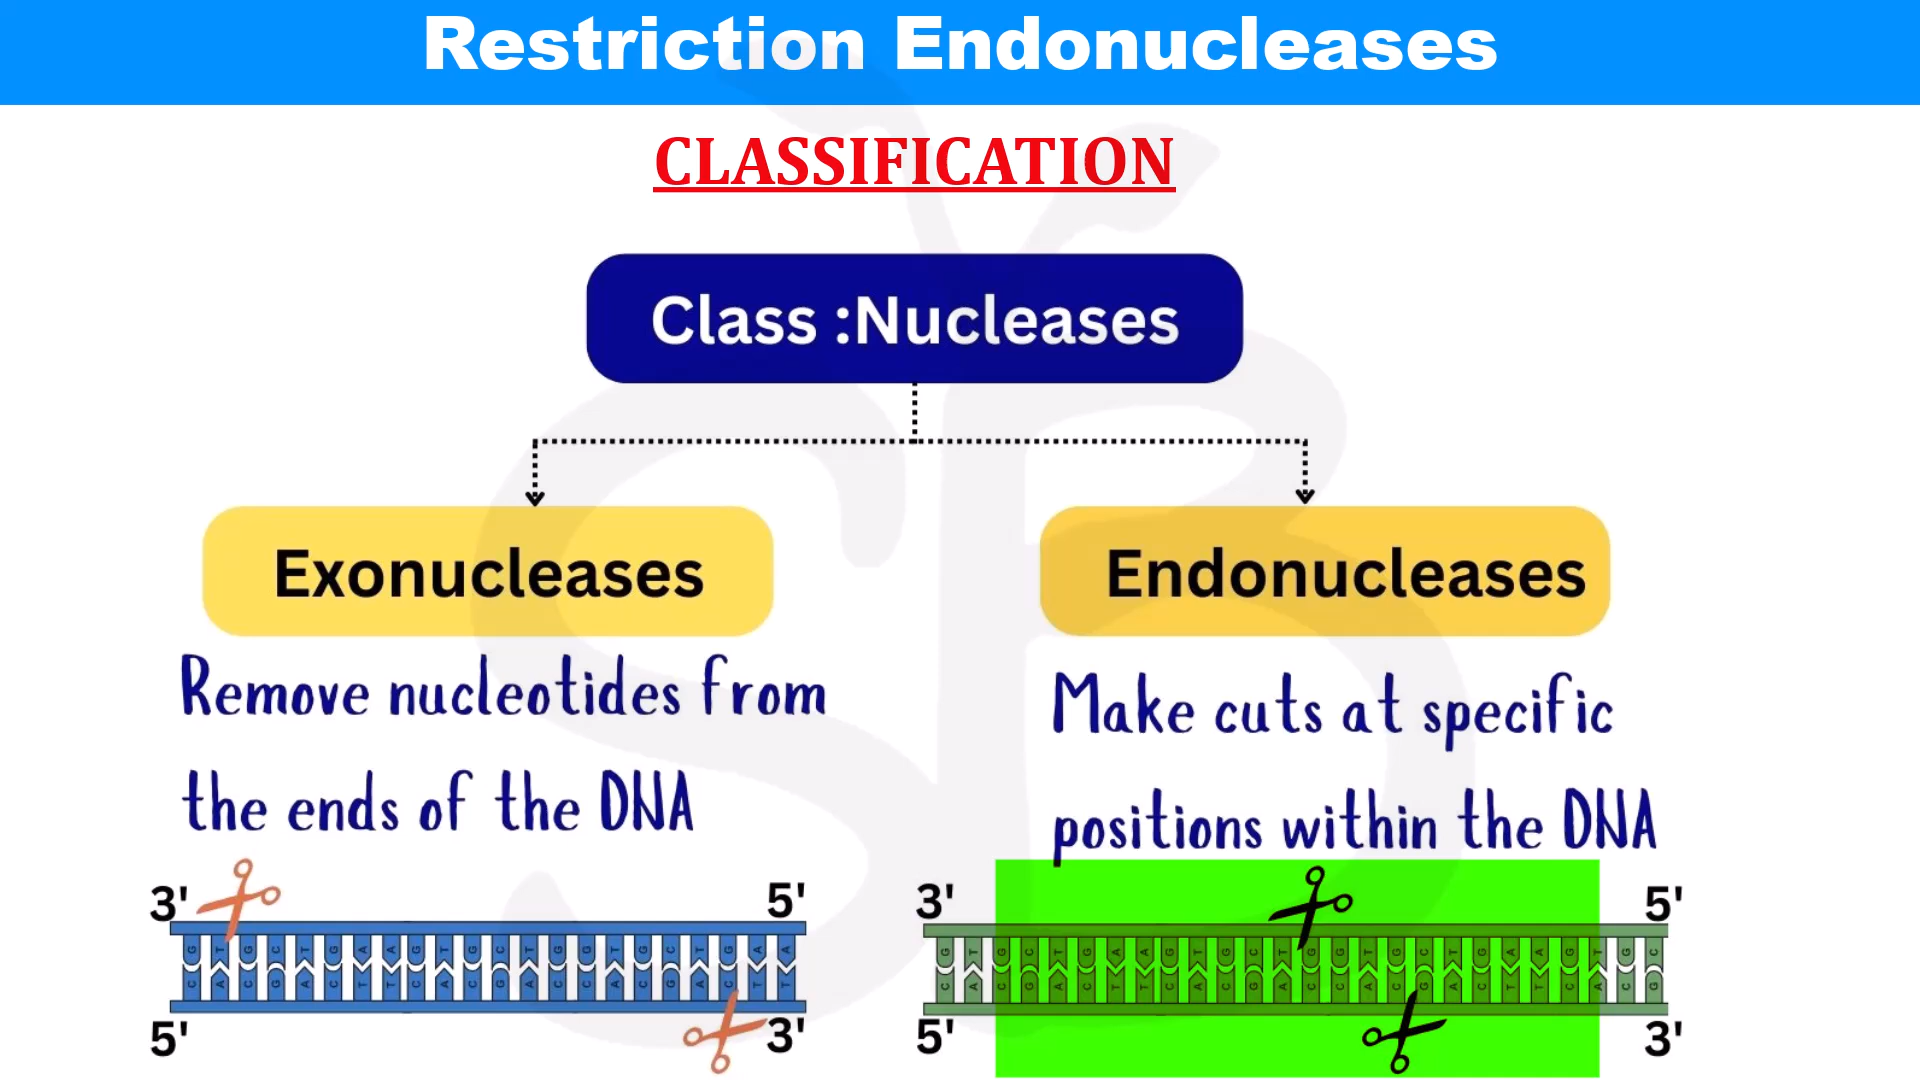 Restriction Endonucleases
CLASSIFICATION
Class :Nucleases
Exonucleases
Endonucleases
Remove nucleotides from
the ends of the DNA
Make cuts at specific
positions within the DNA
3' 5'
5' 3'
3' 5'
5' 3'